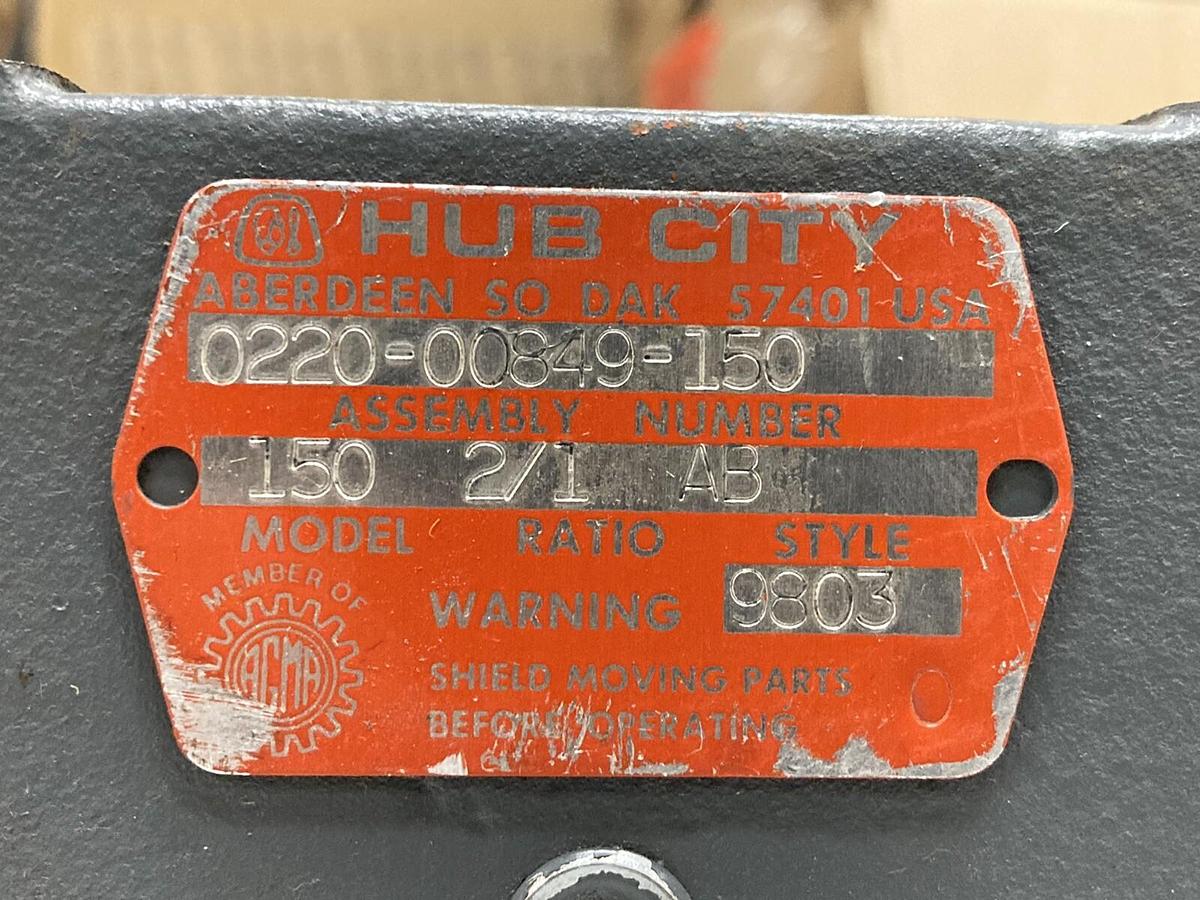 HUB CITY
ABERDEEN SO DAK 57401 USA
0220-00849-150
ASSEMBLY NUMBER
150 2/1 AB
MODEL RATIO STYLE
MEMBER OF
AGMA
WARNING 9803
SHIELD MOVING PARTS
BEFORE OPERATING